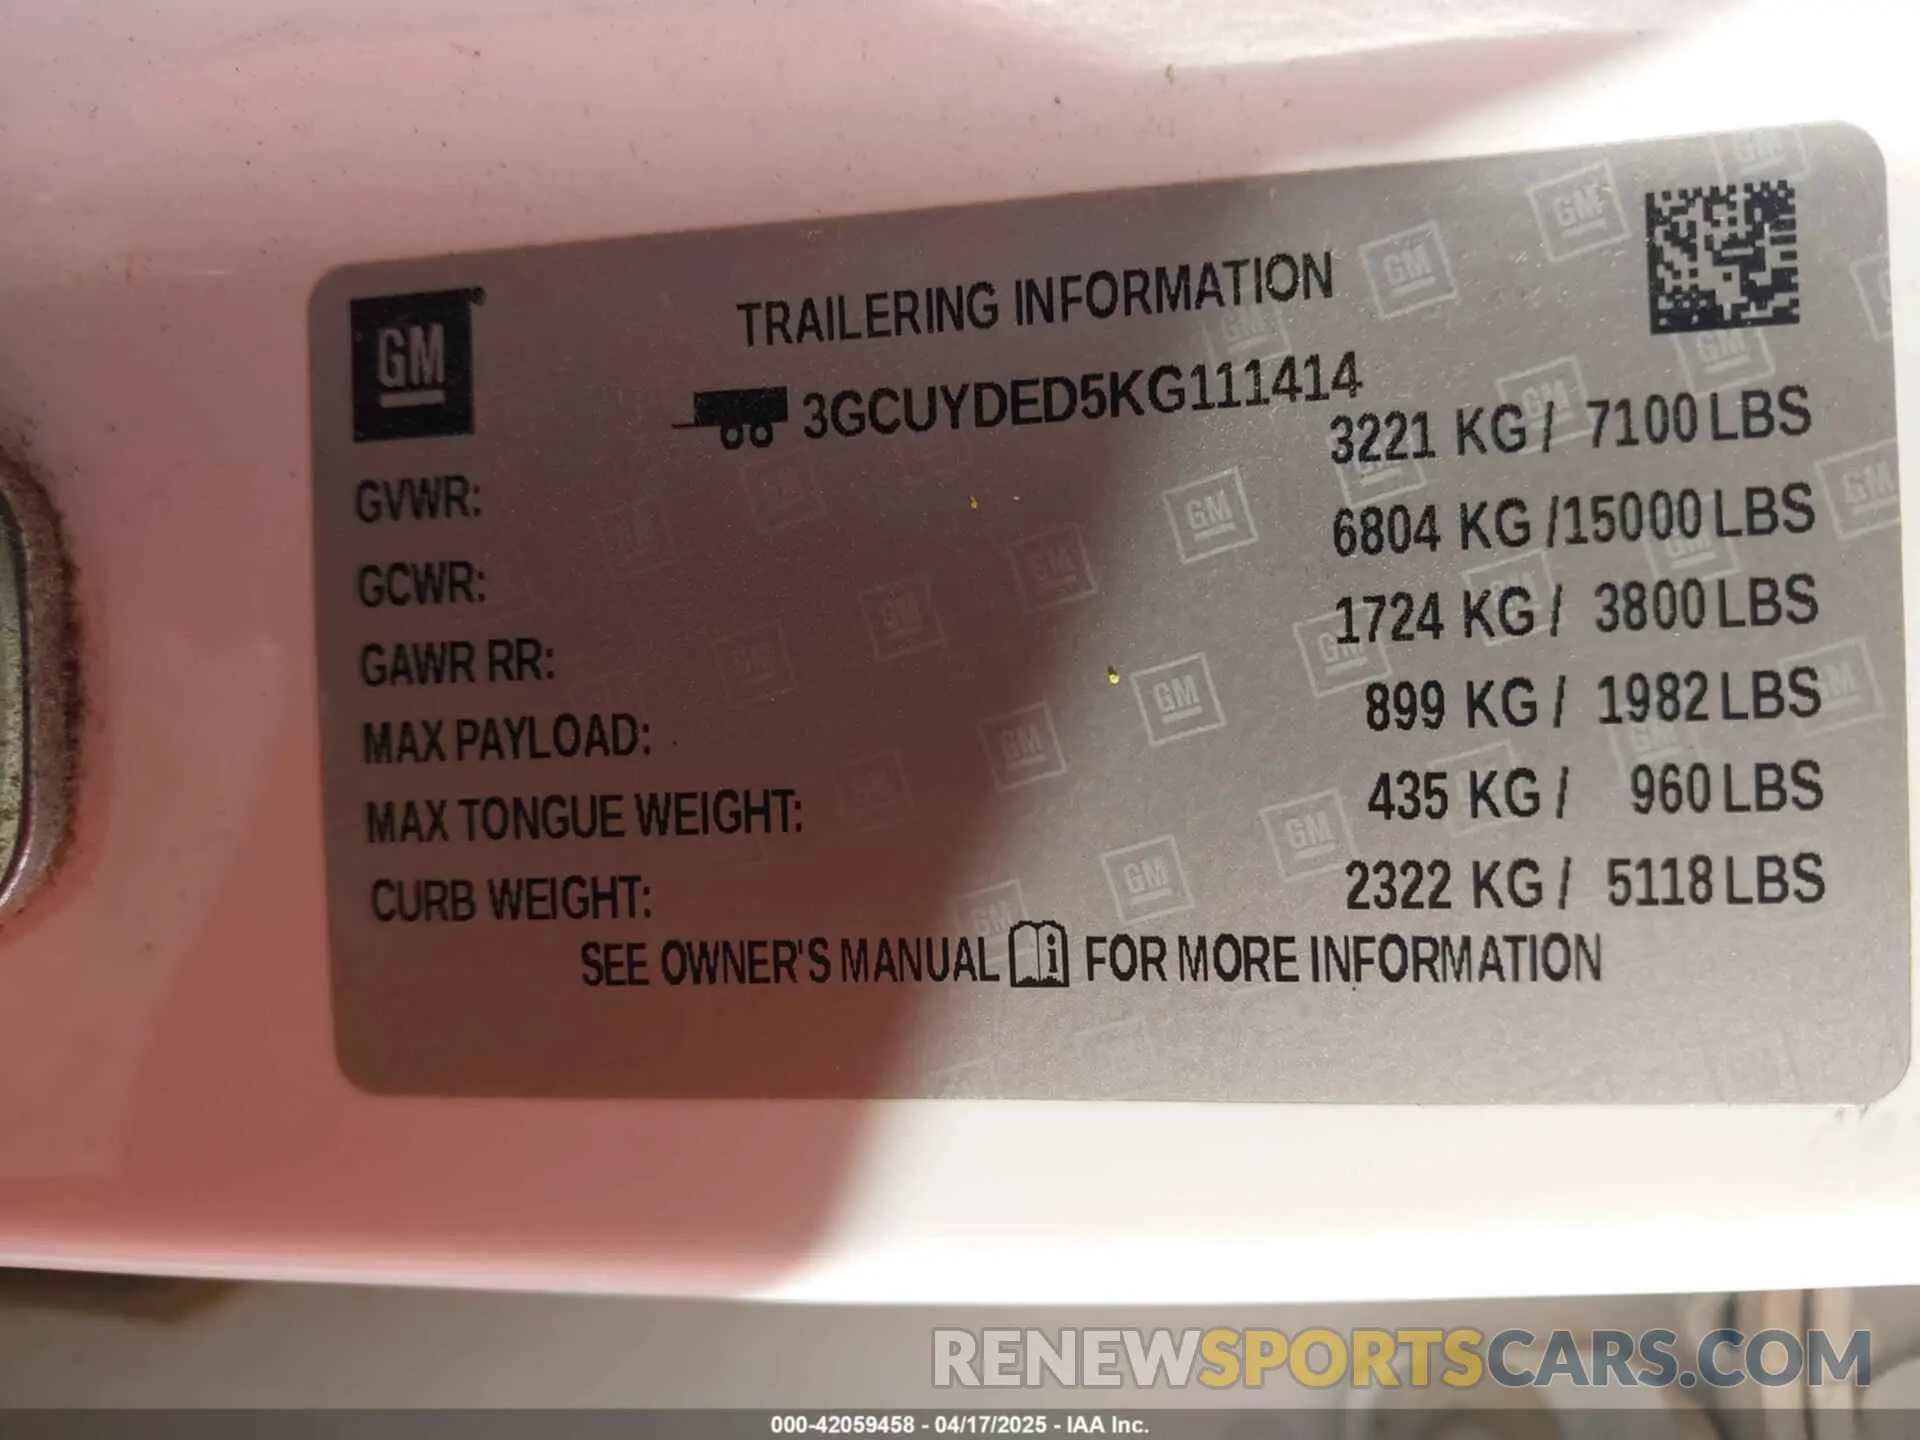 GM
TRAILERING INFORMATION
3GCUYDED5KG111414
GVWR: 3221 KG / 7100 LBS
GCWR: 6804 KG /15000 LBS
GAWR RR: 1724 KG / 3800 LBS
MAX PAYLOAD: 899 KG / 1982 LBS
MAX TONGUE WEIGHT: 435 KG / 960 LBS
CURB WEIGHT: 2322 KG / 5118 LBS
SEE OWNER'S MANUAL FOR MORE INFORMATION
RENEWSPORTSCARS.COM
000-42059458 - 04/17/2025 - IAA Inc.